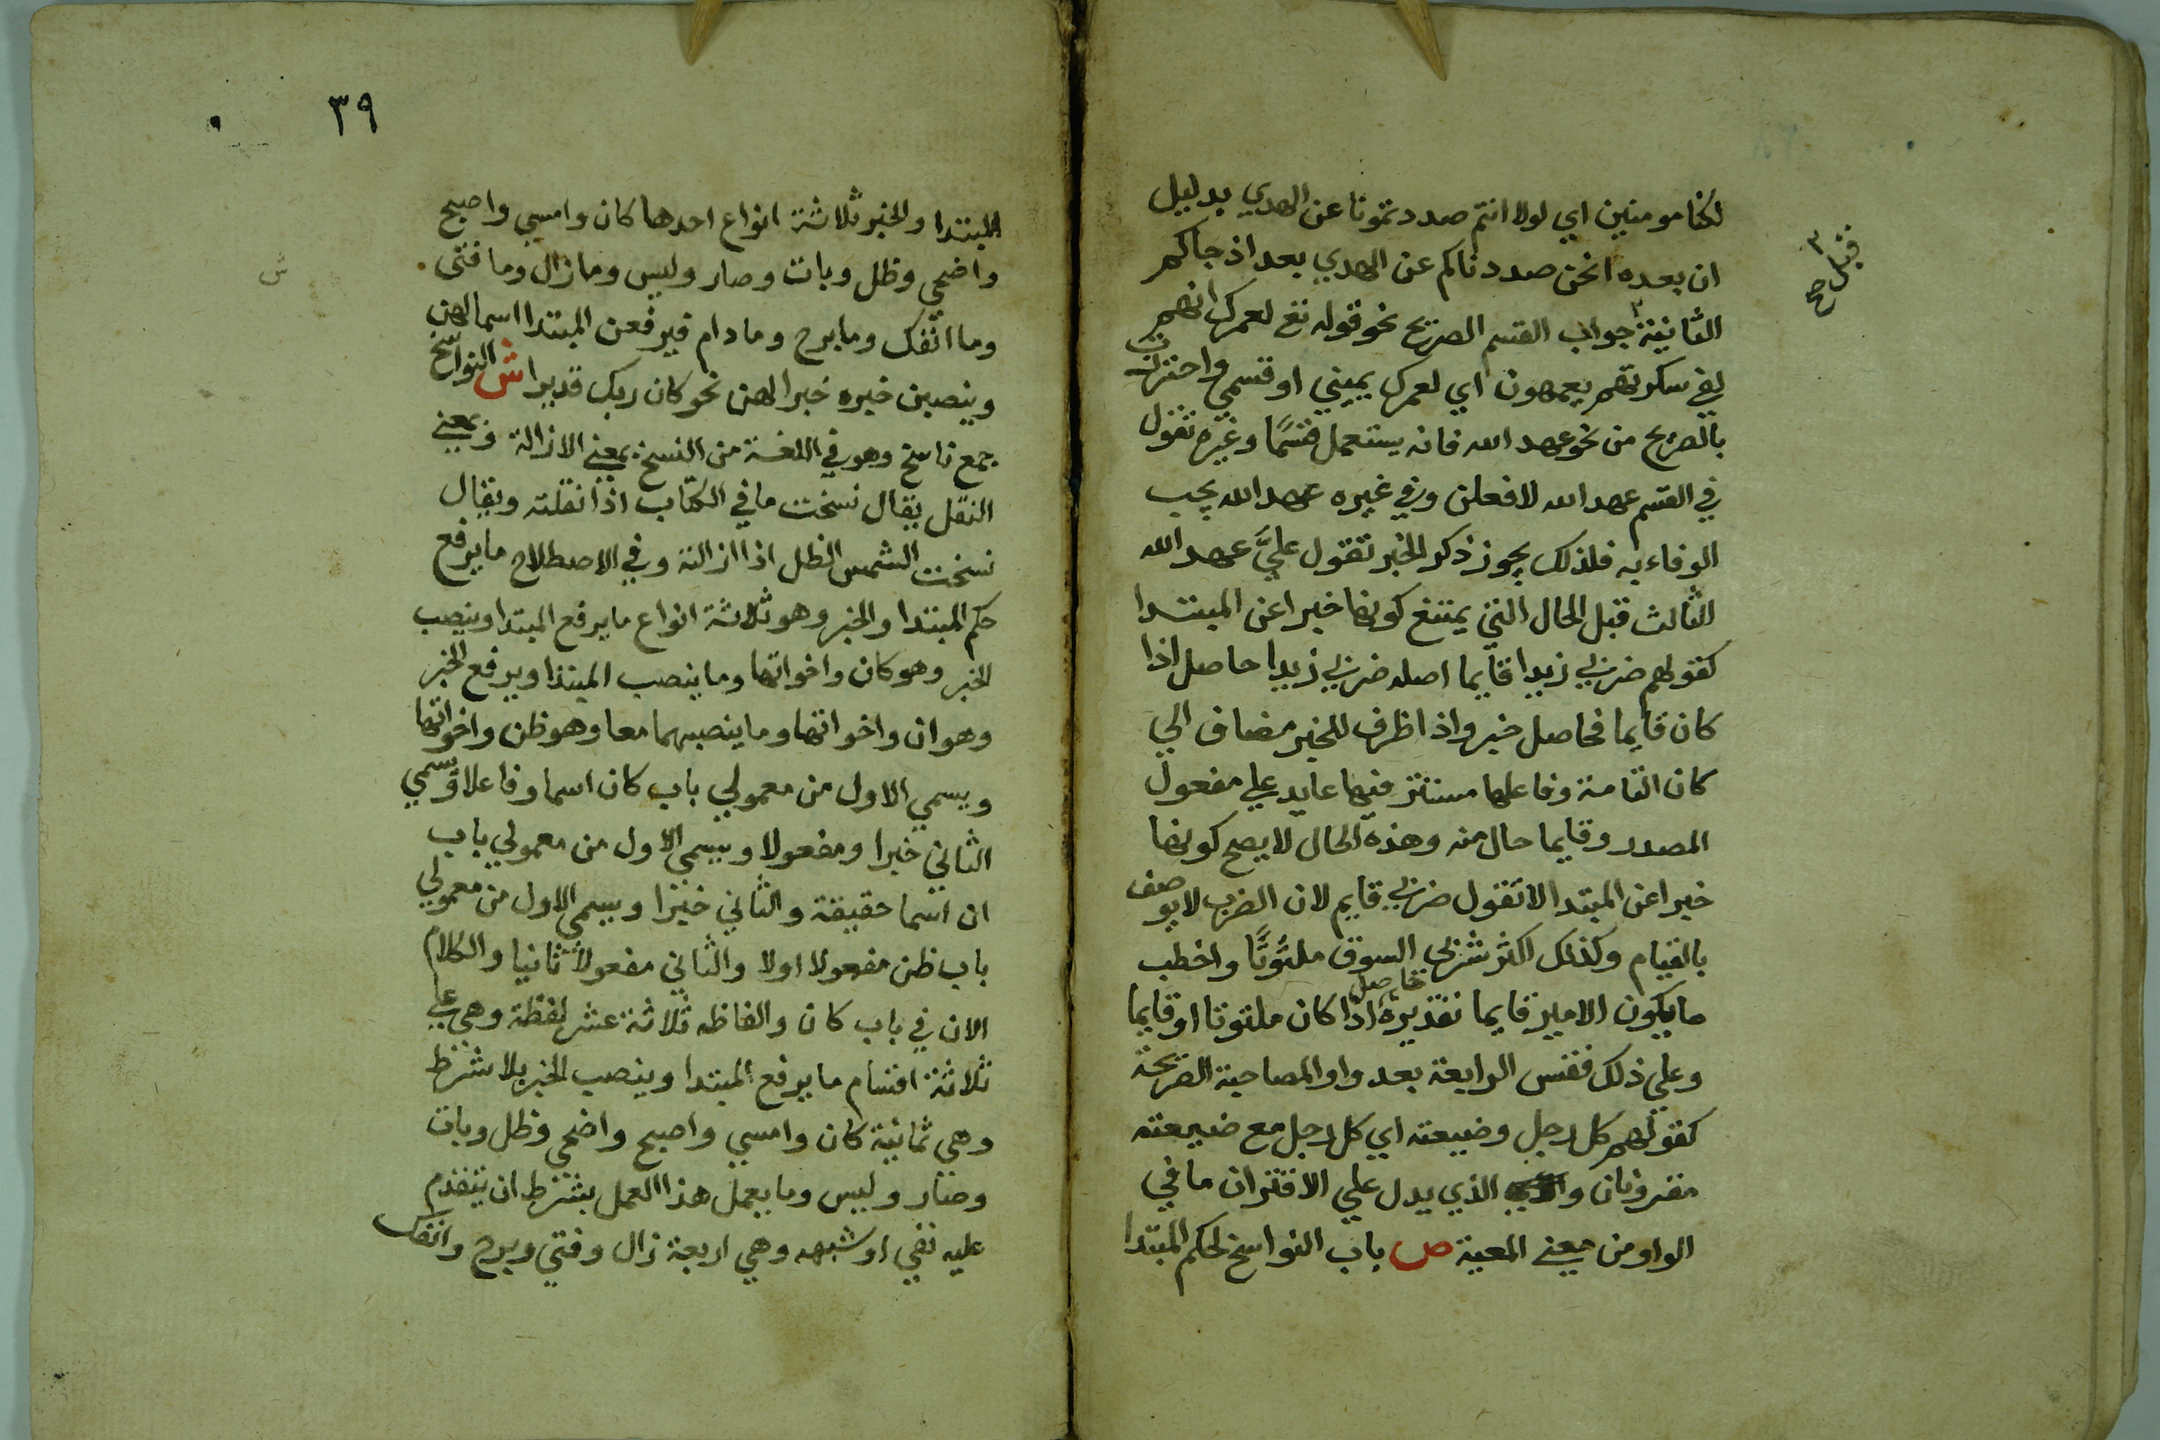 لكنا مومنين اي لولا انتم صددتمونا عن الهدي بدليل
ان بعده انحن صددناكم عن الهدي بعد اذ جاكم
الثانية جواب القسم الصريح نحو قوله تع لعمرك انهم
لفي سكرتهم يعمهون اي لعمرك يميني او قسمي واحترزت
بالصريح من نحو عهد الله فانه يستعمل قسما وغيره تقول
في القسم عهد الله لافعلن وفي غيره عهد الله يجب
الوفاء به فلذلك يجوز ذكر الخبر تقول عليَّ عهد الله
الثالث قبل الحال التي يمتنع كونها خبرا عن المبتدا
كقولهم ضربي زيدا قايما اصله ضربي زيدا حاصل اذا
كان قايما فحاصل خبر واذا ظرف للخبر مضاف الي
كان التامة وفاعلها مستتر فيها عايد علي مفعول
المصدر وقايما حال منه وهذه الحال لا يصح كونها
خبرا عن المبتدا لا تقول ضربي قايم لان الضرب لا يوصف
بالقيام وكذلك اكثر شربي السوق ملتوتا واخطب
ما يكون الامير قايما تقديره حاصل اذا كان ملتوتا او قايما
وعلي ذلك فقس الرابعة بعد واو المصاحبة الصريحة
كقولهم كل رجل وضيعته اي كل رجل مع ضيعته
مقرونان والذي يدل علي الاقتران ما في
الواو من معني المعية ص باب النواسخ لحكم المبتدا
قبل
٣
صح
٣٩
المبتدا والخبر ثلاثة انواع احدها كان وامسي واصبح
واضحي وظل وبات وصار وليس وما زال وما فتي
وما انفك وما برح وما دام فيرفعن المبتدا اسما لهن
وينصبن خبره خبرا لهن نحو كان ربك قديرا ش النواسخ
جمع ناسخ وهو في اللغة من النسخ بمعني الازالة وبمعني
النقل يقال نسخت ما في الكتاب اذا نقلته ويقال
نسخت الشمس الظل اذا ازالته وفي الاصطلاح ما يرفع
حكم المبتدا والخبر وهو ثلاثة انواع ما يرفع المبتدا وينصب
الخبر وهو كان واخواتها وما ينصب المبتدا ويرفع الخبر
وهو ان واخواتها وما ينصبهما معا وهو ظن واخواتها
ويسمي الاول من معمولي باب كان اسما وفاعلا ويسمي
الثاني خبرا ومفعولا ويسمي الاول من معمولي باب
ان اسما حقيقة والثاني خبرا ويسمي الاول من معمولي
باب ظن مفعولا اولا والثاني مفعولا ثانيا والكلام
الان في باب كان والفاظه ثلاثة عشر لفظة وهي علي
ثلاثة اقسام ما يرفع المبتدا وينصب الخبر بلا شرط
وهي ثمانية كان وامسي واصبح واضحي وظل وبات
وصار وليس وما يعمل هذا العمل بشرط ان يتقدم
عليه نفي او شبهه وهي اربعة زال وفتي وبرح وانفك
ش